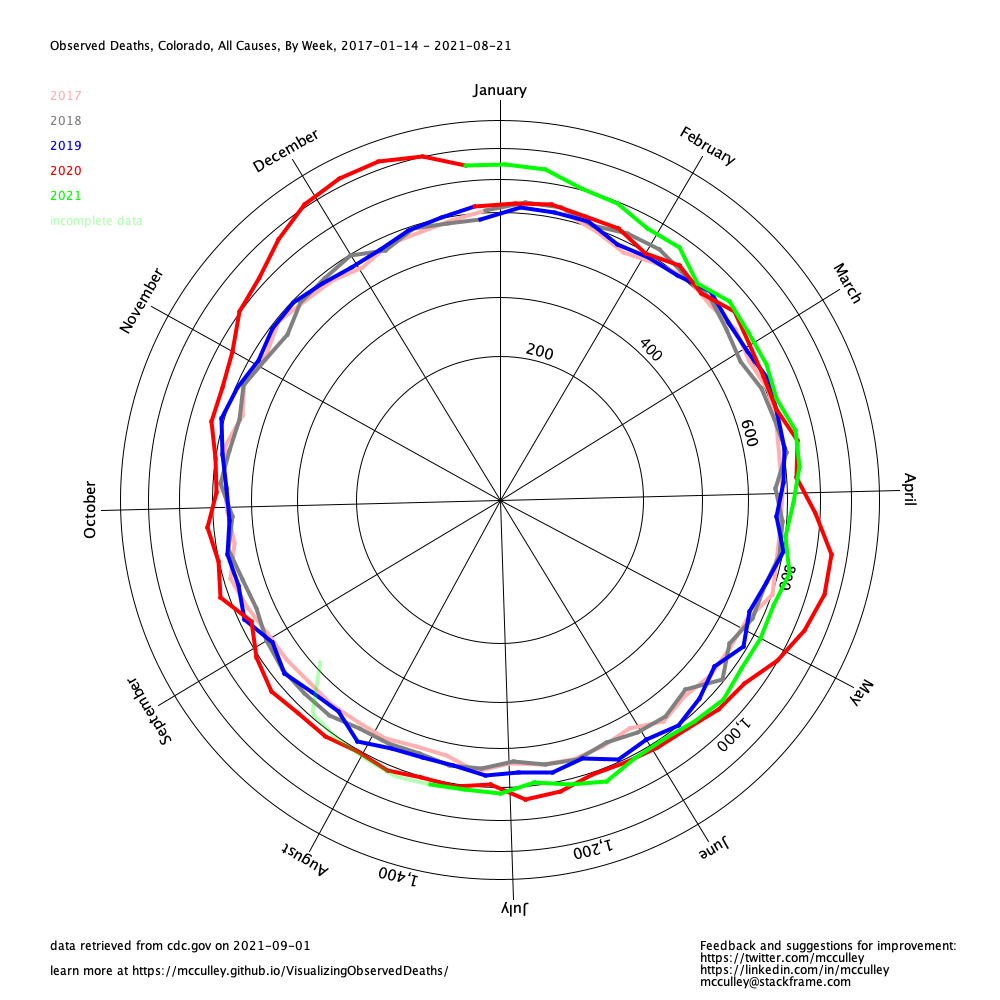 Observed Deaths, Colorado, All Causes, By Week, 2017-01-14 - 2021-08-21
2017
2018
2019
2020
2021
incomplete data
January
February
March
April
May
June
July
August
September
October
November
December
200
400
600
800
1,000
1,200
1,400
data retrieved from cdc.gov on 2021-09-01
learn more at https://mcculley.github.io/VisualizingObservedDeaths/
Feedback and suggestions for improvement:
https://twitter.com/mcculley
https://linkedin.com/in/mcculley
mcculley@stackframe.com